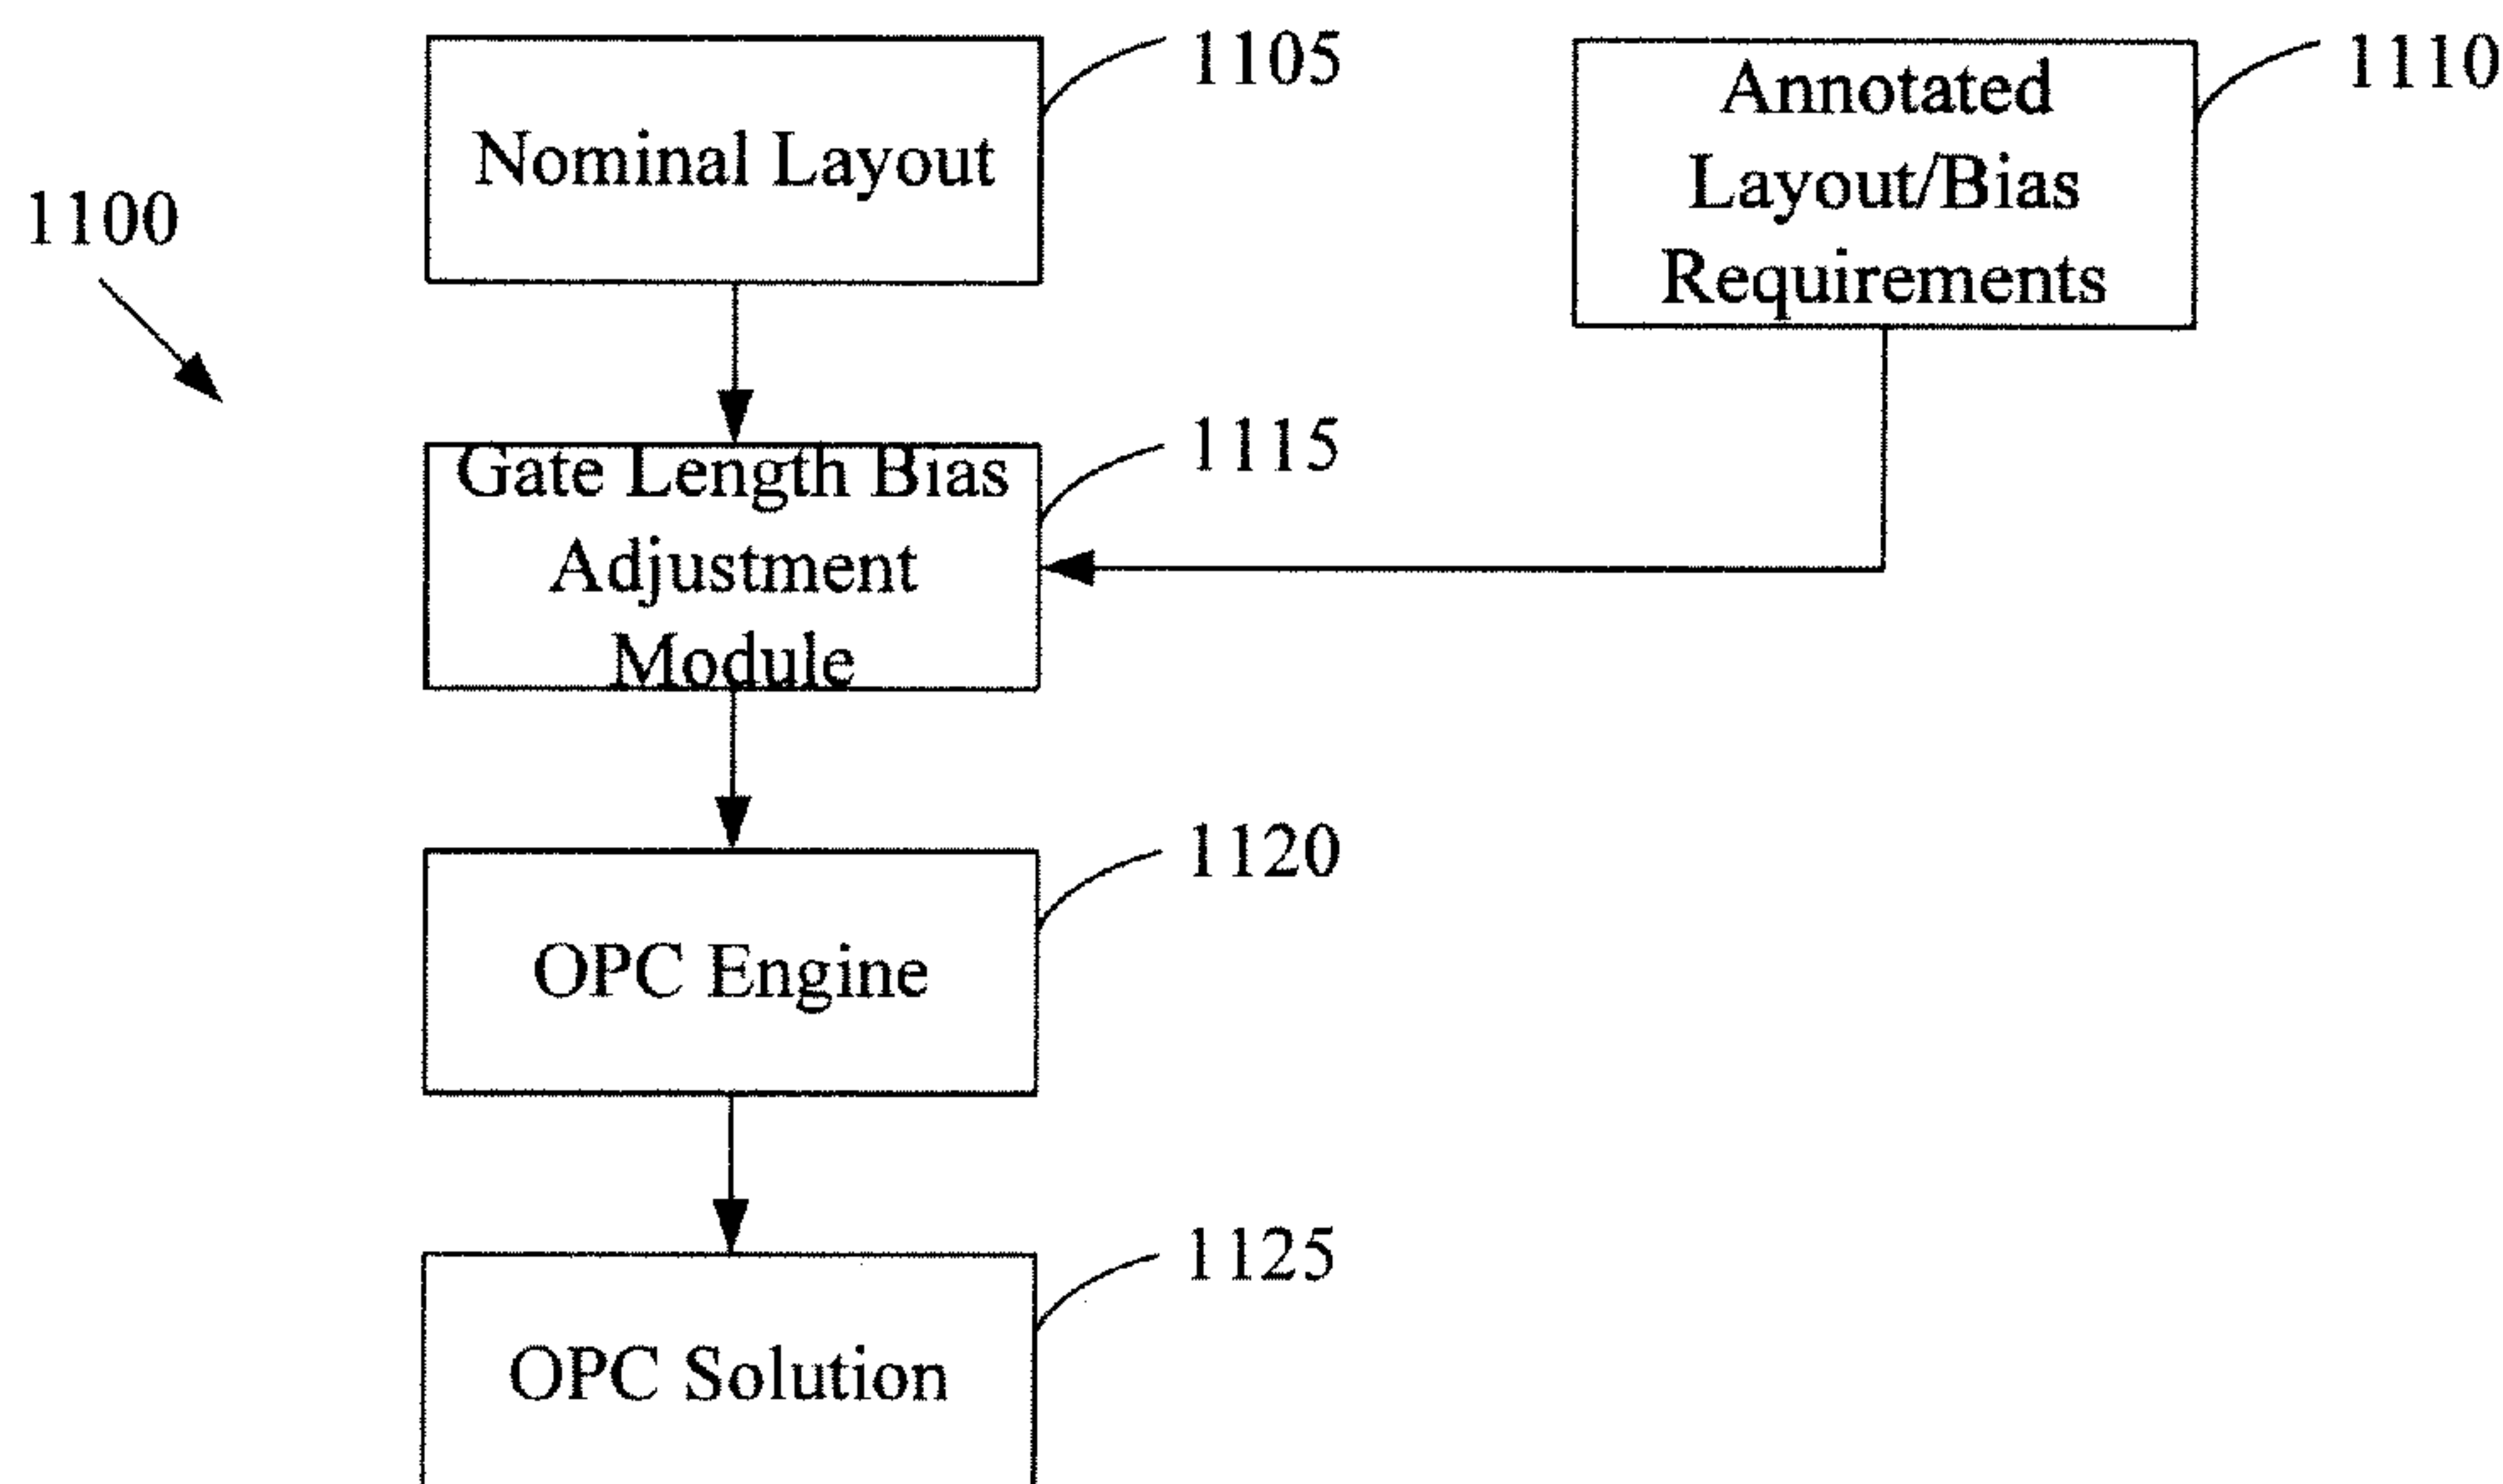 1105
Nominal Layout
1110
Annotated
Layout/Bias
Requirements
1100
1115
Gate Length Bias
Adjustment
Module
1120
OPC Engine
1125
OPC Solution